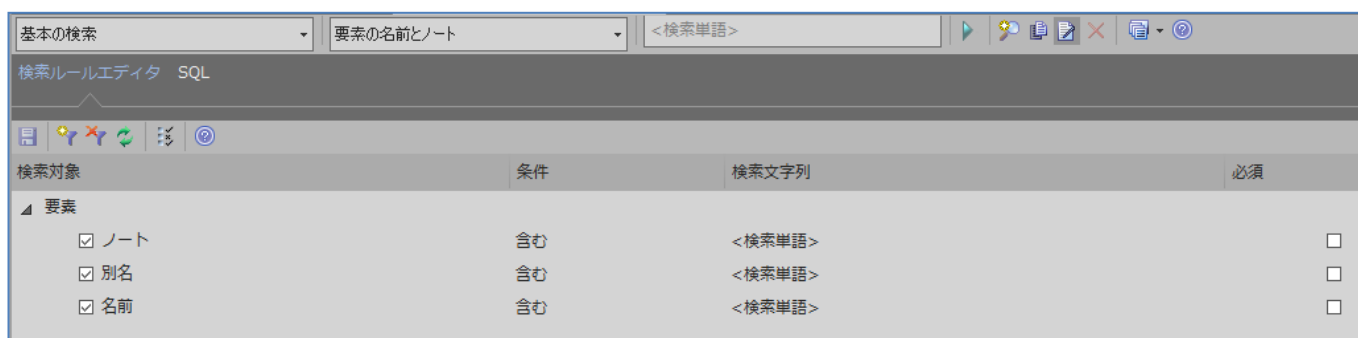 基本の検索 要素の名前とノート <検索単語>
検索ルールエディタ SQL
検索対象 条件 検索文字列 必須
要素
ノート 含む <検索単語>
別名 含む <検索単語>
名前 含む <検索単語>